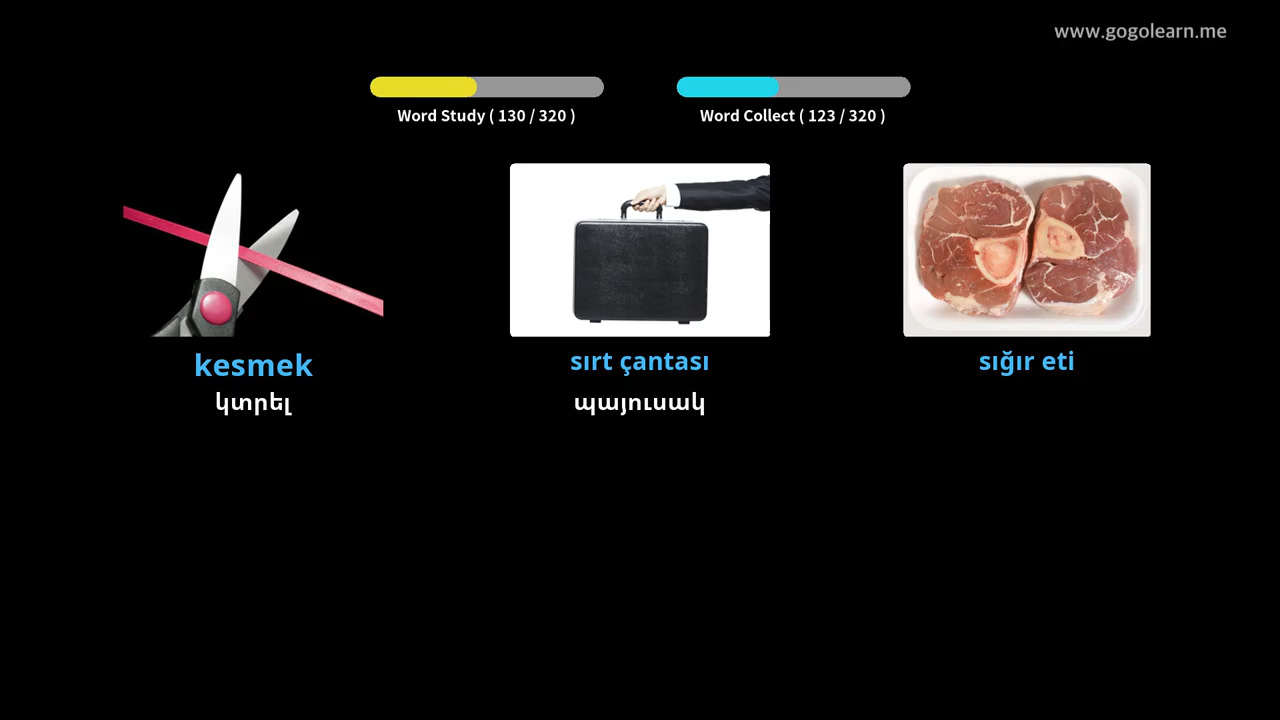 www.gogolearn.me
Word Study ( 130 / 320 )
Word Collect ( 123 / 320 )
kesmek
sırt çantası
sığır eti
կտրել
պայուսակ